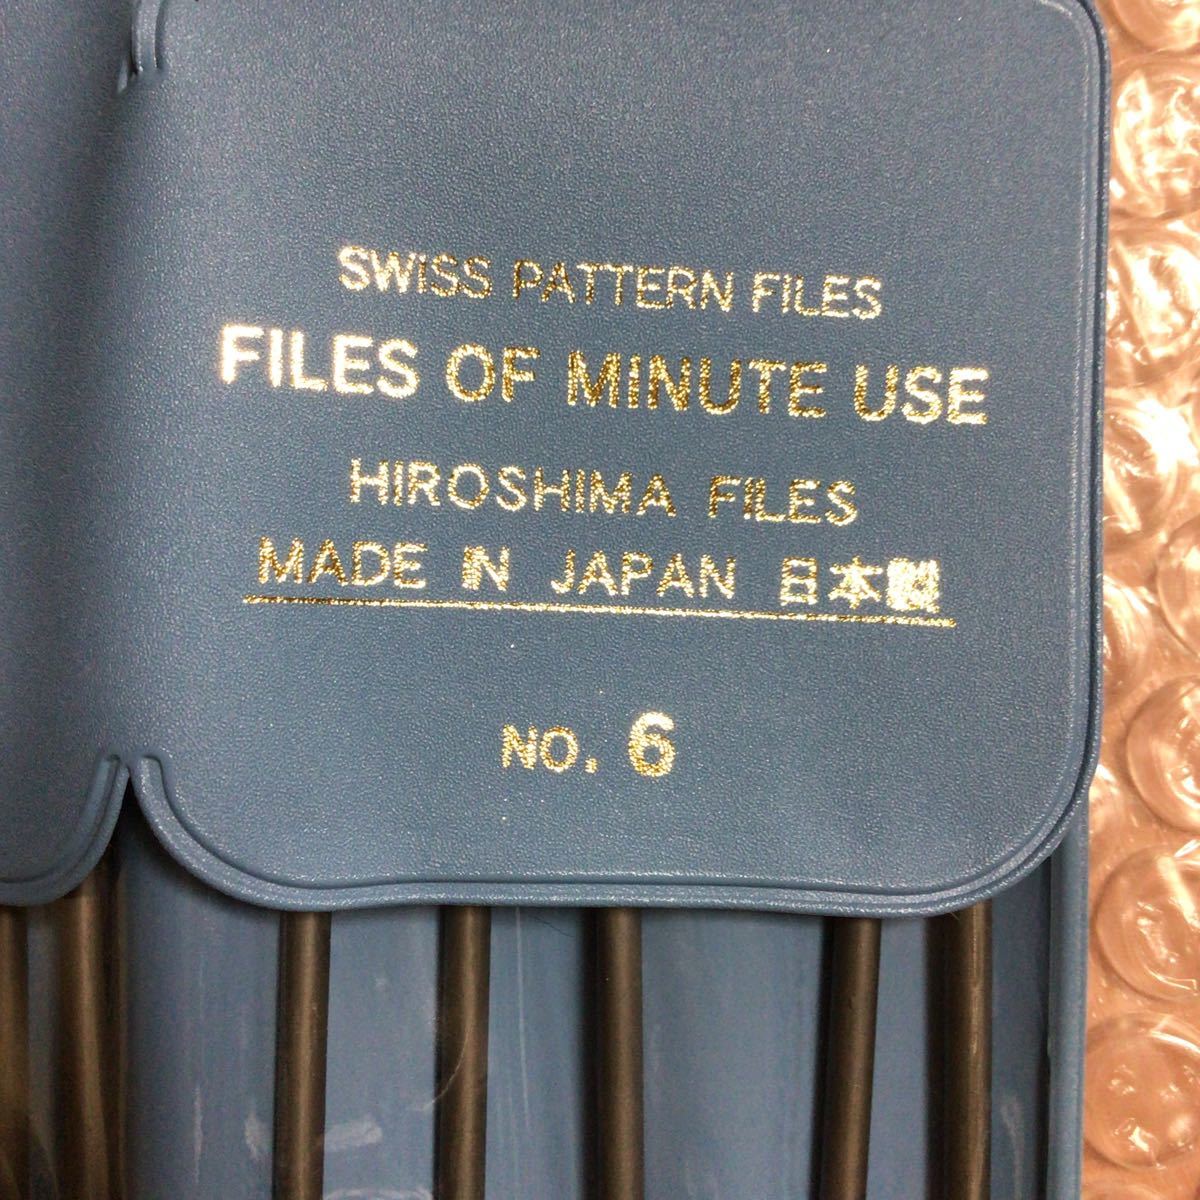 SWISS PATTERN FILES
FILES OF MINUTE USE
HIROSHIMA FILES
MADE IN JAPAN 日本製
NO. 6